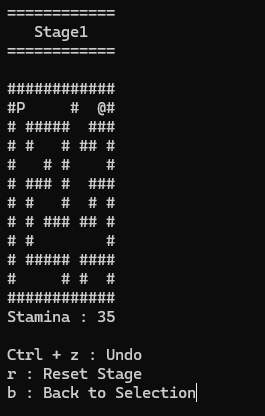 ============
   Stage1
============

############
#P     #  @#
# #####  ###
# #   # ## #
#   # #    #
# ### #  ###
# #   #  # #
# # ### ## #
# #        #
# ##### ####
#     # #  #
############
Stamina : 35

Ctrl + z : Undo
r : Reset Stage
b : Back to Selection